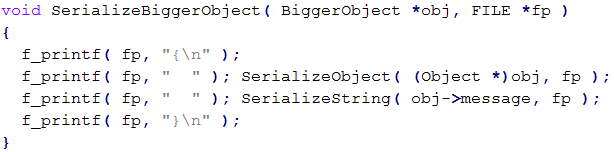 void SerializeBiggerObject( BiggerObject *obj, FILE *fp )
{
  f_printf( fp, "{\n" );
  f_printf( fp, "  " ); SerializeObject( (Object *)obj, fp );
  f_printf( fp, "  " ); SerializeString( obj->message, fp );
  f_printf( fp, "}\n" );
}